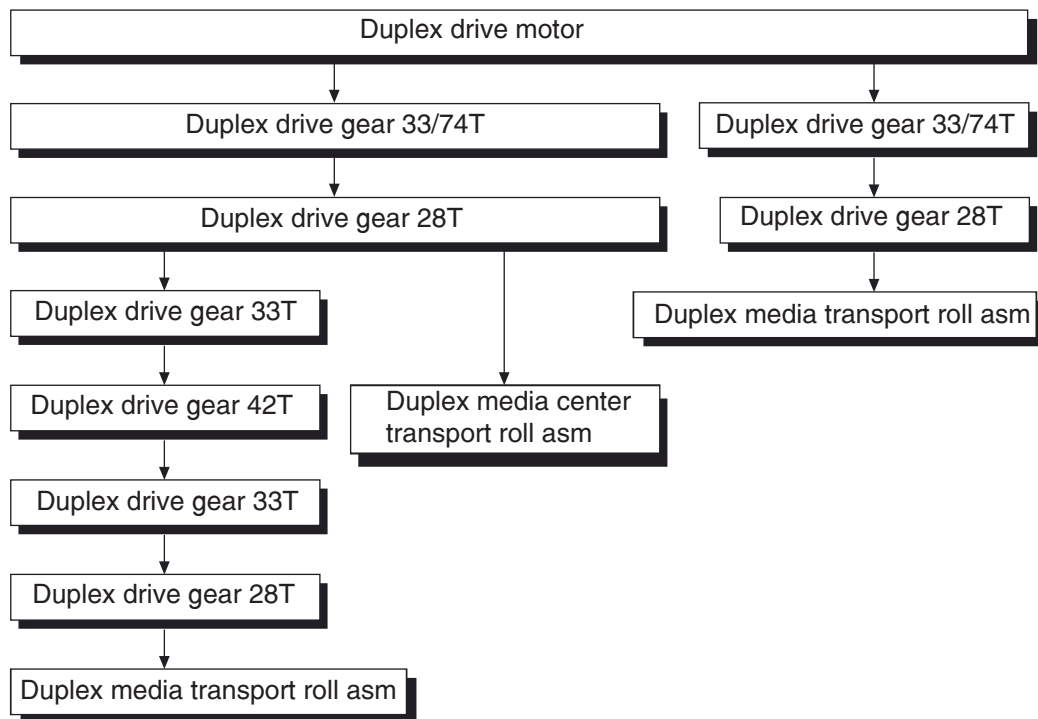 Duplex drive motor
Duplex drive gear 33/74T
Duplex drive gear 33/74T
Duplex drive gear 28T
Duplex drive gear 28T
Duplex drive gear 33T
Duplex media transport roll asm
Duplex drive gear 42T
Duplex media center
transport roll asm
Duplex drive gear 33T
Duplex drive gear 28T
Duplex media transport roll asm